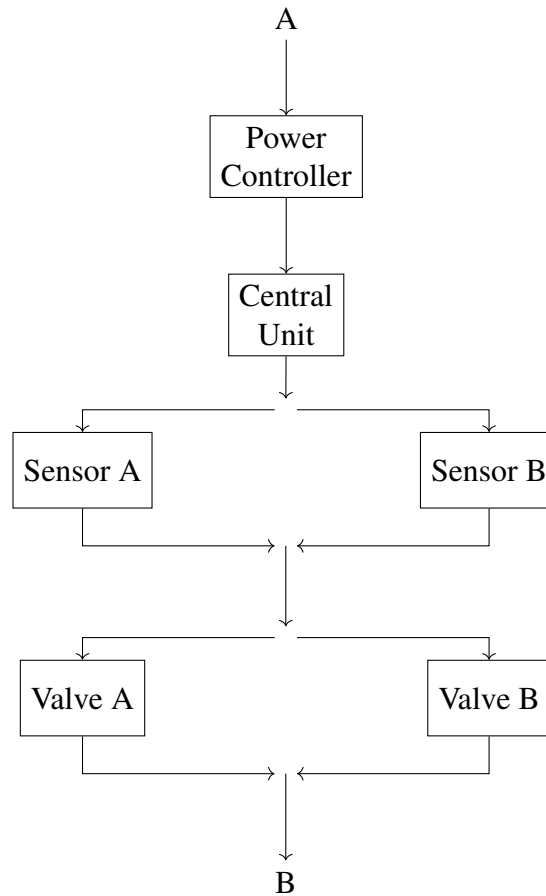 A
Power
Controller
Central
Unit
Sensor A
Sensor B
Valve A
Valve B
B